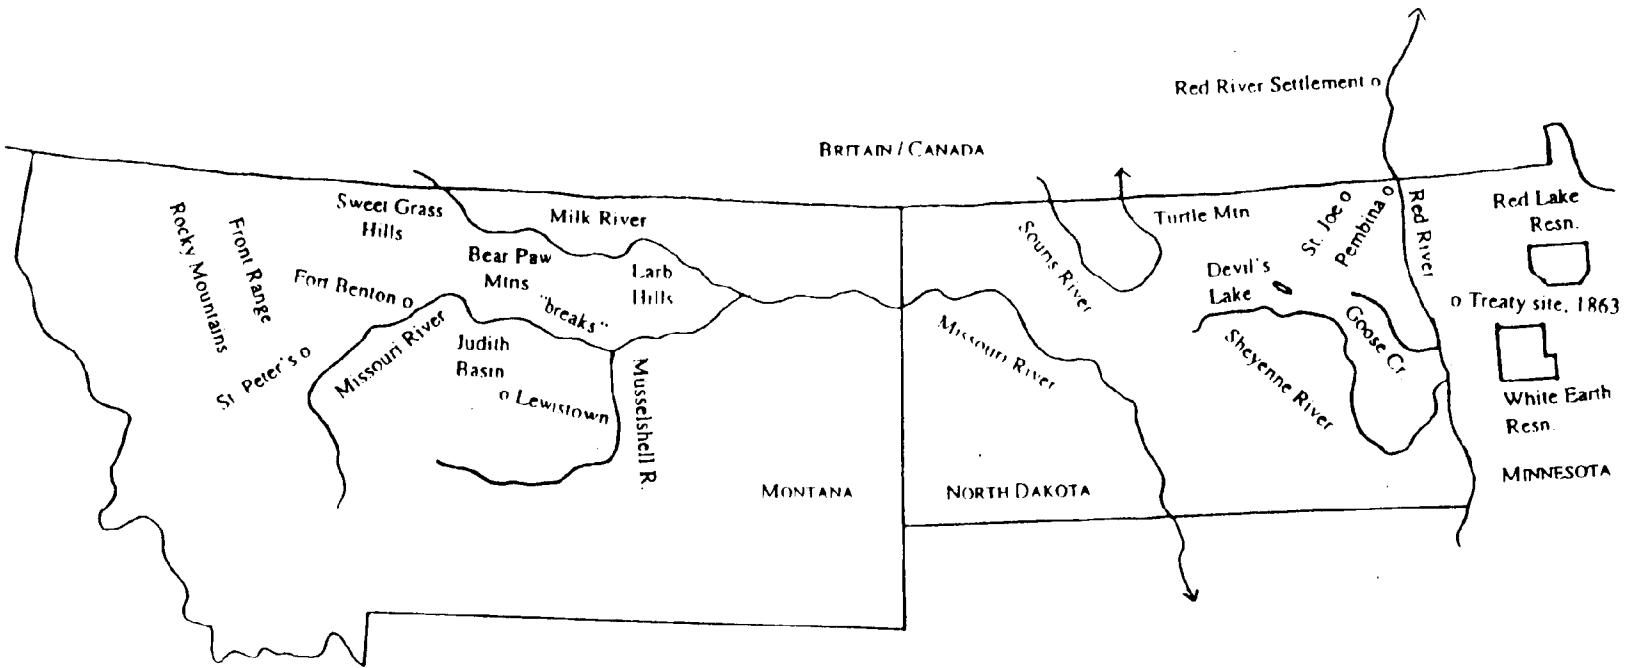 Red River Settlement o
BRITAIN / CANADA
Sweet Grass
Hills
Milk River
Rocky Mountains
Front Range
Bear Paw
Mtns
"breaks"
Larb
Hills
Fort Benton o
St Peter's o
Missouri River
Judith
Basin
o Lewistown
Musselshell R.
MONTANA
Souris River
Turtle Mtn
St. Joe o
Pembina o
Red River
Devil's
Lake
Missouri River
Sheyenne River
Goose Cr.
NORTH DAKOTA
Red Lake
Resn.
o Treaty site, 1863
White Earth
Resn.
MINNESOTA